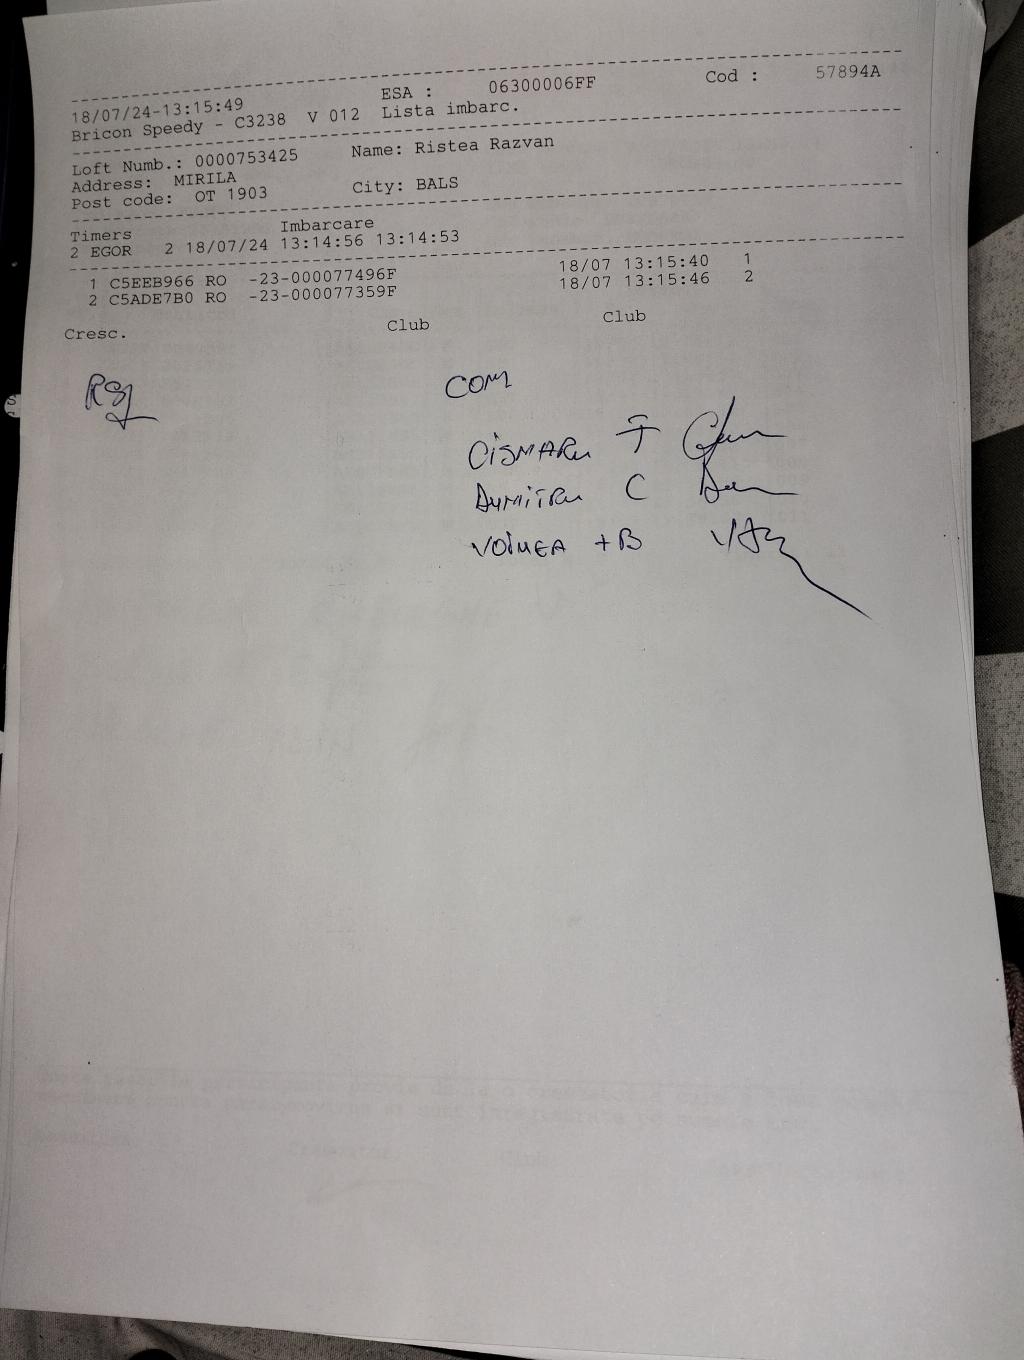 18/07/24-13:15:49 ESA : 06300006FF Cod : 57894A
Bricon Speedy - C3238 V 012 Lista imbarc.
Loft Numb.: 0000753425 Name: Ristea Razvan
Address: MIRILA
Post code: OT 1903 City: BALS
Timers Imbarcare
2 EGOR 2 18/07/24 13:14:56 13:14:53
1 C5EEB966 RO -23-000077496F 18/07 13:15:40 1
2 C5ADE7B0 RO -23-000077359F 18/07 13:15:46 2
Cresc. Club Club
COM
CISMARu F
DuMiTRu C
VOiNEA +B